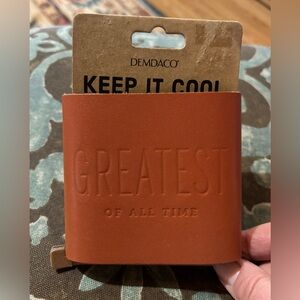 DEMDACO
KEEP IT COOL
GREATEST
OF ALL TIME